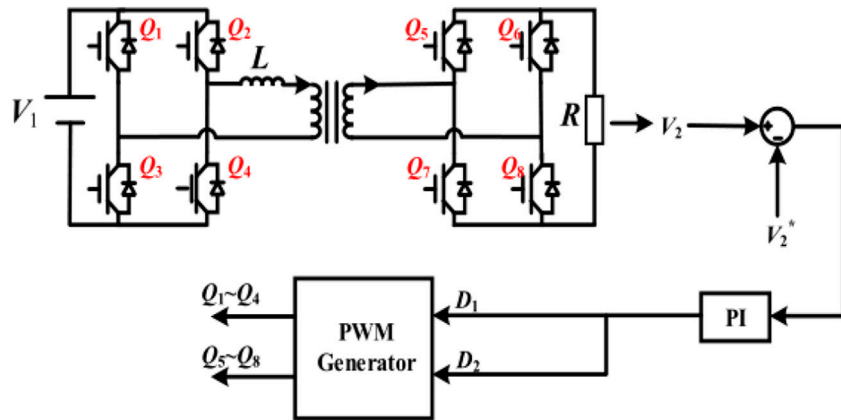 Q1 Q2 Q5 Q6
L
V1 R V2 + -
Q3 Q4 Q7 Q8
V2*
Q1~Q4 D1
PWM Generator PI
Q5~Q8 D2